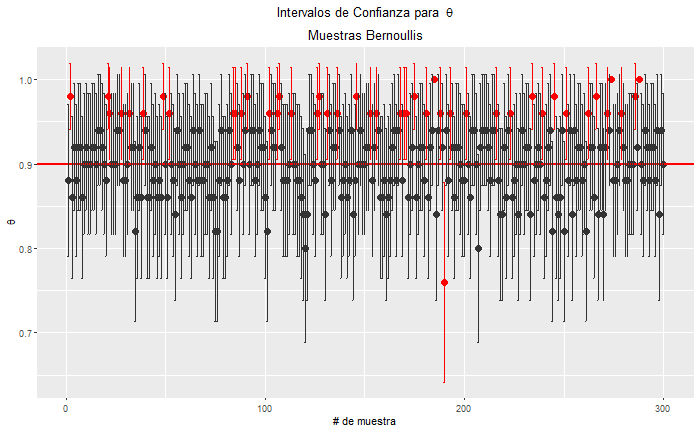 Intervalos de Confianza para θ
Muestras Bernoullis
1.0
0.9
0.8
0.7
θ
0
100
200
300
# de muestra